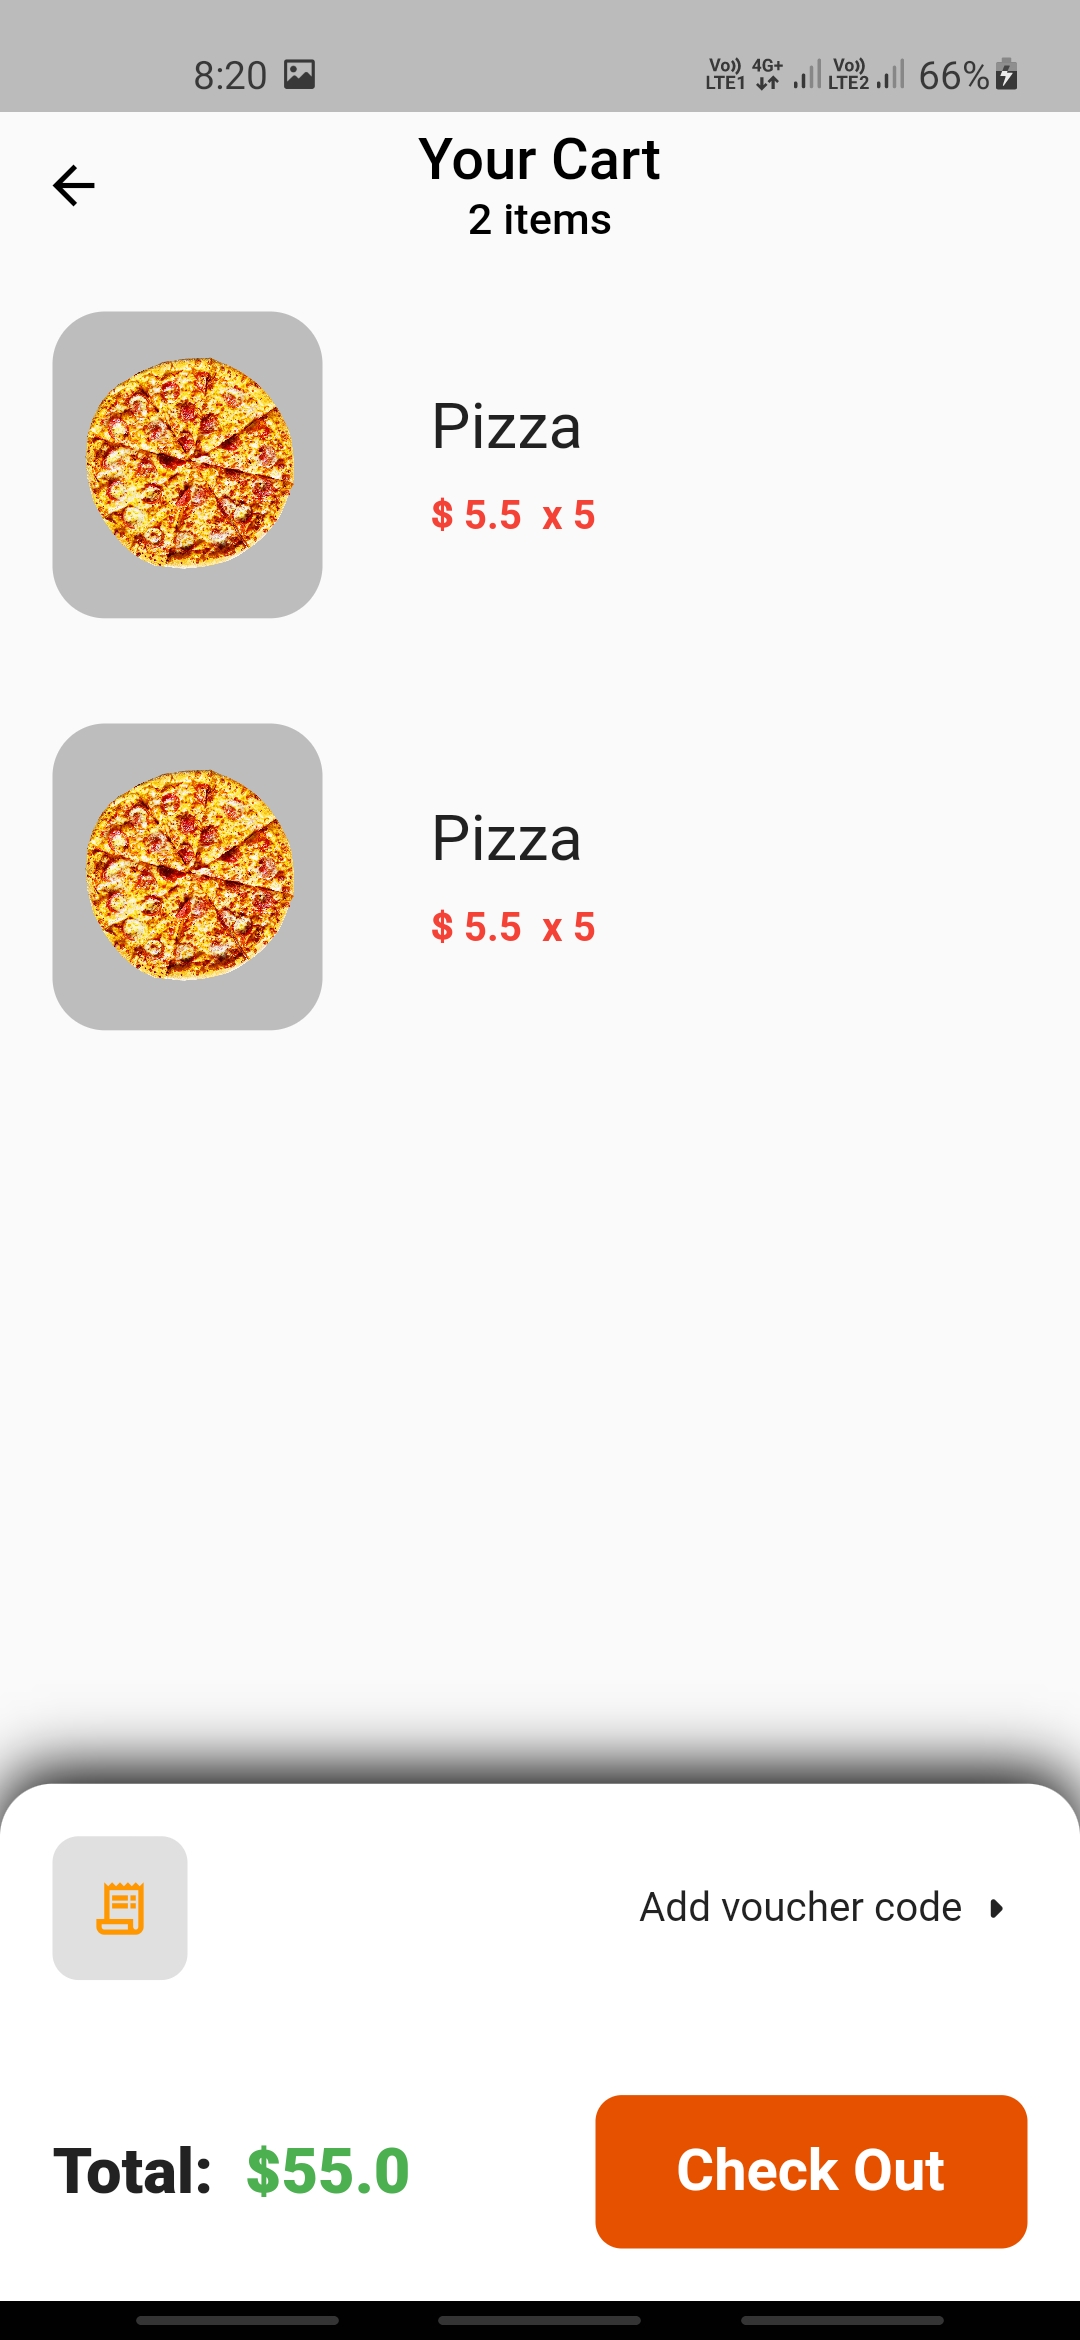 8:20 Vo)) LTE1 4G+ Vo)) LTE2 66%
Your Cart
2 items
Pizza
$ 5.5 x 5
Pizza
$ 5.5 x 5
Add voucher code
Total: $55.0
Check Out